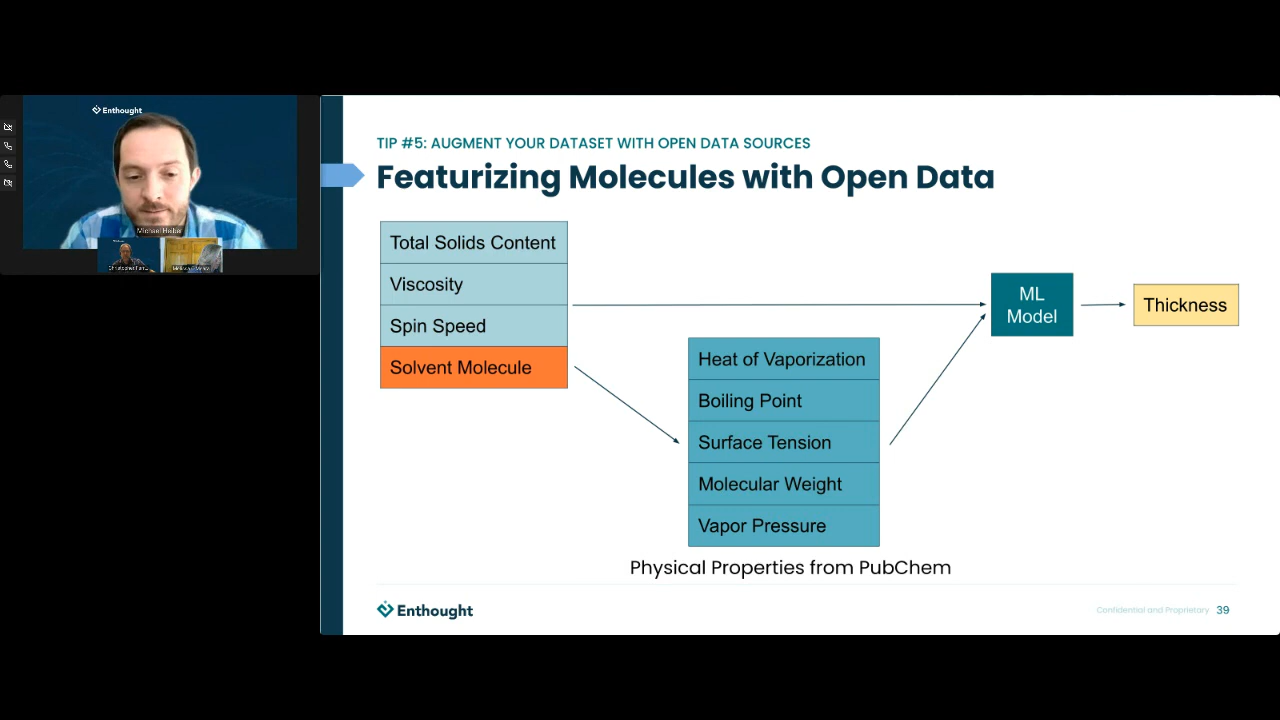 Enthought
Michael Heiber
TIP #5: AUGMENT YOUR DATASET WITH OPEN DATA SOURCES
Featurizing Molecules with Open Data
Total Solids Content
Viscosity
Spin Speed
Solvent Molecule
Heat of Vaporization
Boiling Point
Surface Tension
Molecular Weight
Vapor Pressure
Physical Properties from PubChem
ML
Model
Thickness
Enthought
Confidential and Proprietary 39